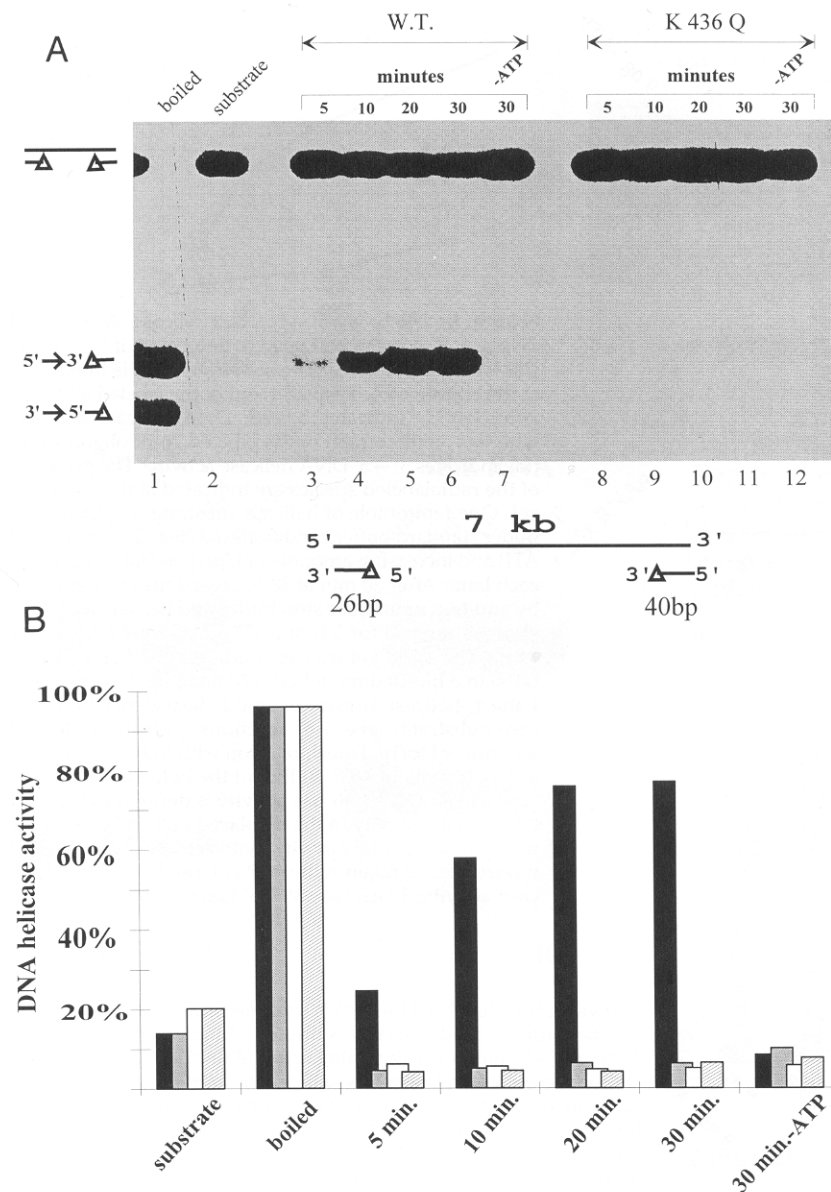 A
W.T.
K 436 Q
boiled
substrate
minutes
-ATP
minutes
-ATP
5 10 20 30 30
5 10 20 30 30
5' 3'
3' 5'
1 2 3 4 5 6 7 8 9 10 11 12
7 kb
5' 3'
3' 5' 3' 5'
26bp
40bp
B
DNA helicase activity
100%
80%
60%
40%
20%
substrate
boiled
5 min.
10 min.
20 min.
30 min.
30 min.-ATP